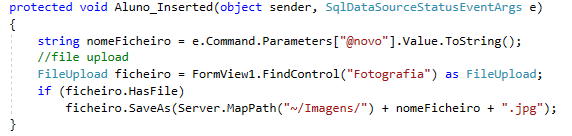 protected void Aluno_Inserted(object sender, SqlDataSourceStatusEventArgs e)
{
string nomeFicheiro = e.Command.Parameters["@novo"].Value.ToString();
//file upload
FileUpload ficheiro = FormView1.FindControl("Fotografia") as FileUpload;
if (ficheiro.HasFile)
ficheiro.SaveAs(Server.MapPath("~/Imagens/") + nomeFicheiro + ".jpg");
}